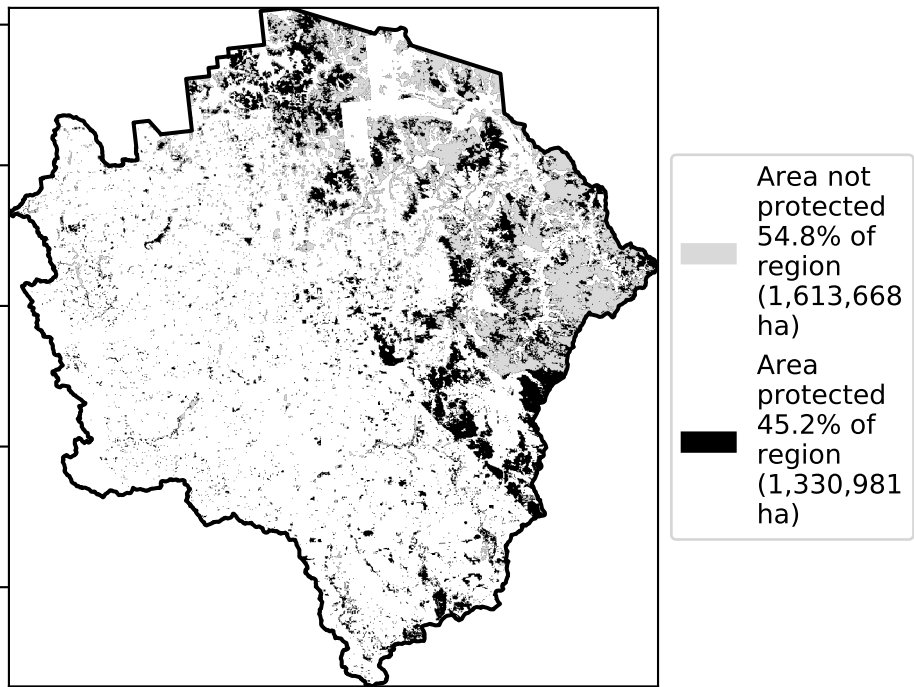 Area not
protected
54.8% of
region
(1,613,668
ha)
Area
protected
45.2% of
region
(1,330,981
ha)